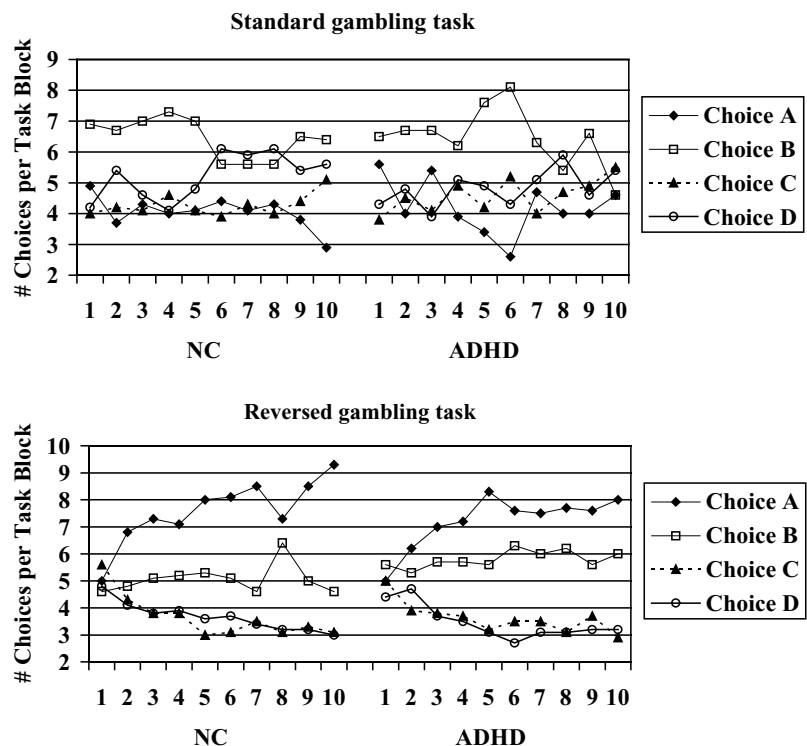 Standard gambling task
# Choices per Task Block
9
8
7
6
5
4
3
2
1 2 3 4 5 6 7 8 9 10 1 2 3 4 5 6 7 8 9 10
NC ADHD
Choice A
Choice B
Choice C
Choice D
Reversed gambling task
# Choices per Task Block
10
9
8
7
6
5
4
3
2
1 2 3 4 5 6 7 8 9 10 1 2 3 4 5 6 7 8 9 10
NC ADHD
Choice A
Choice B
Choice C
Choice D